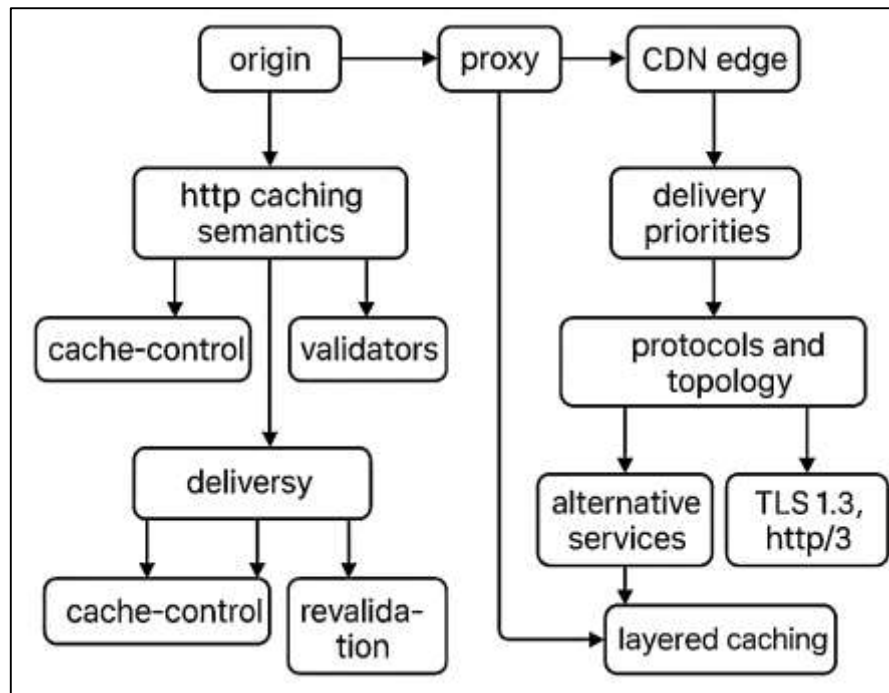 origin
proxy
CDN edge
http caching
semantics
delivery
priorities
cache-control
validators
protocols and
topology
deliversy
alternative
services
TLS 1.3,
http/3
cache-control
revalida-
tion
layered caching